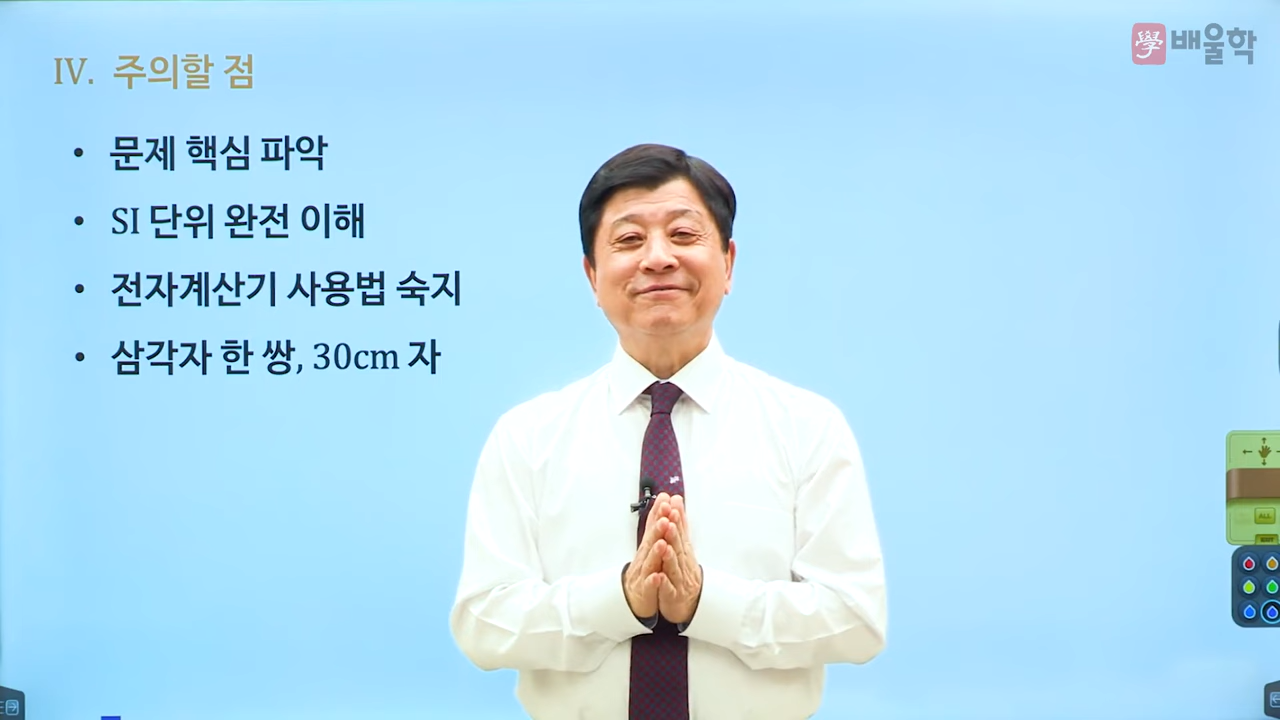 IV. 주의할 점
學 배울학
• 문제 핵심 파악
• SI 단위 완전 이해
• 전자계산기 사용법 숙지
• 삼각자 한 쌍, 30cm 자
ALL
EXIT